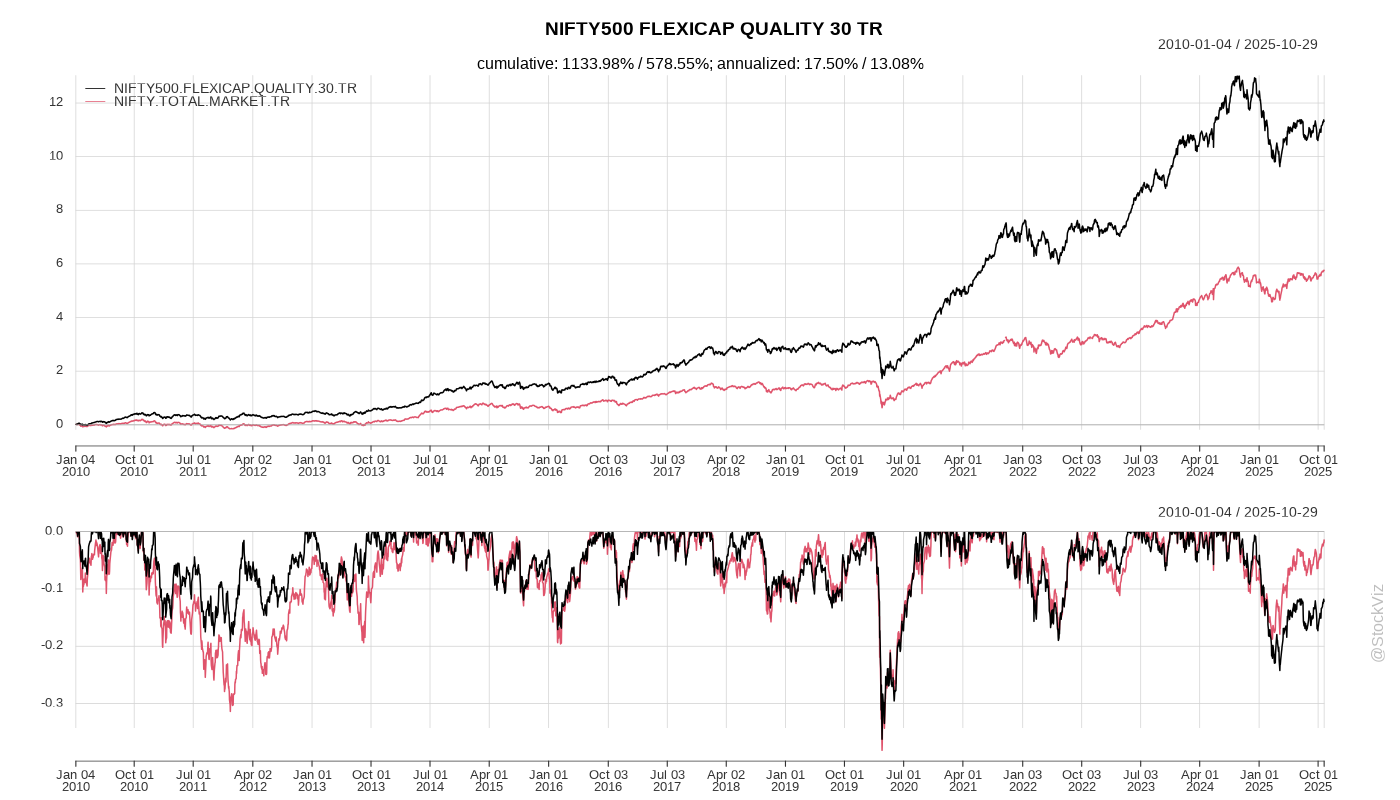 NIFTY500 FLEXICAP QUALITY 30 TR
2010-01-04 / 2025-10-29
cumulative: 1133.98% / 578.55%; annualized: 17.50% / 13.08%
NIFTY500.FLEXICAP.QUALITY.30.TR
NIFTY.TOTAL.MARKET.TR
12
10
8
6
4
2
0
Jan 04 Oct 01 Jul 01 Apr 02 Jan 01 Oct 01 Jul 01 Apr 01 Jan 01 Oct 03 Jul 03 Apr 02 Jan 01 Oct 01 Jul 01 Apr 01 Jan 03 Oct 03 Jul 03 Apr 01 Jan 01 Oct 01
2010 2010 2011 2012 2013 2013 2014 2015 2016 2016 2017 2018 2019 2019 2020 2021 2022 2022 2023 2024 2025 2025
2010-01-04 / 2025-10-29
0.0
-0.1
-0.2
-0.3
Jan 04 Oct 01 Jul 01 Apr 02 Jan 01 Oct 01 Jul 01 Apr 01 Jan 01 Oct 03 Jul 03 Apr 02 Jan 01 Oct 01 Jul 01 Apr 01 Jan 03 Oct 03 Jul 03 Apr 01 Jan 01 Oct 01
2010 2010 2011 2012 2013 2013 2014 2015 2016 2016 2017 2018 2019 2019 2020 2021 2022 2022 2023 2024 2025 2025
@StockViz